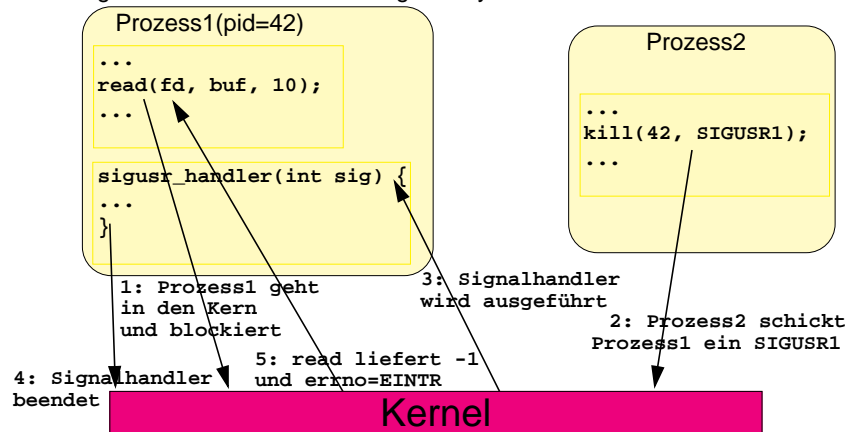 Prozess1(pid=42)
...
read(fd, buf, 10);
...
sigusr_handler(int sig) {
...
}
Prozess2
...
kill(42, SIGUSR1);
...
1: Prozess1 geht
in den Kern
und blockiert
3: Signalhandler
wird ausgeführt
2: Prozess2 schickt
Prozess1 ein SIGUSR1
4: Signalhandler
beendet
5: read liefert -1
und errno=EINTR
Kernel